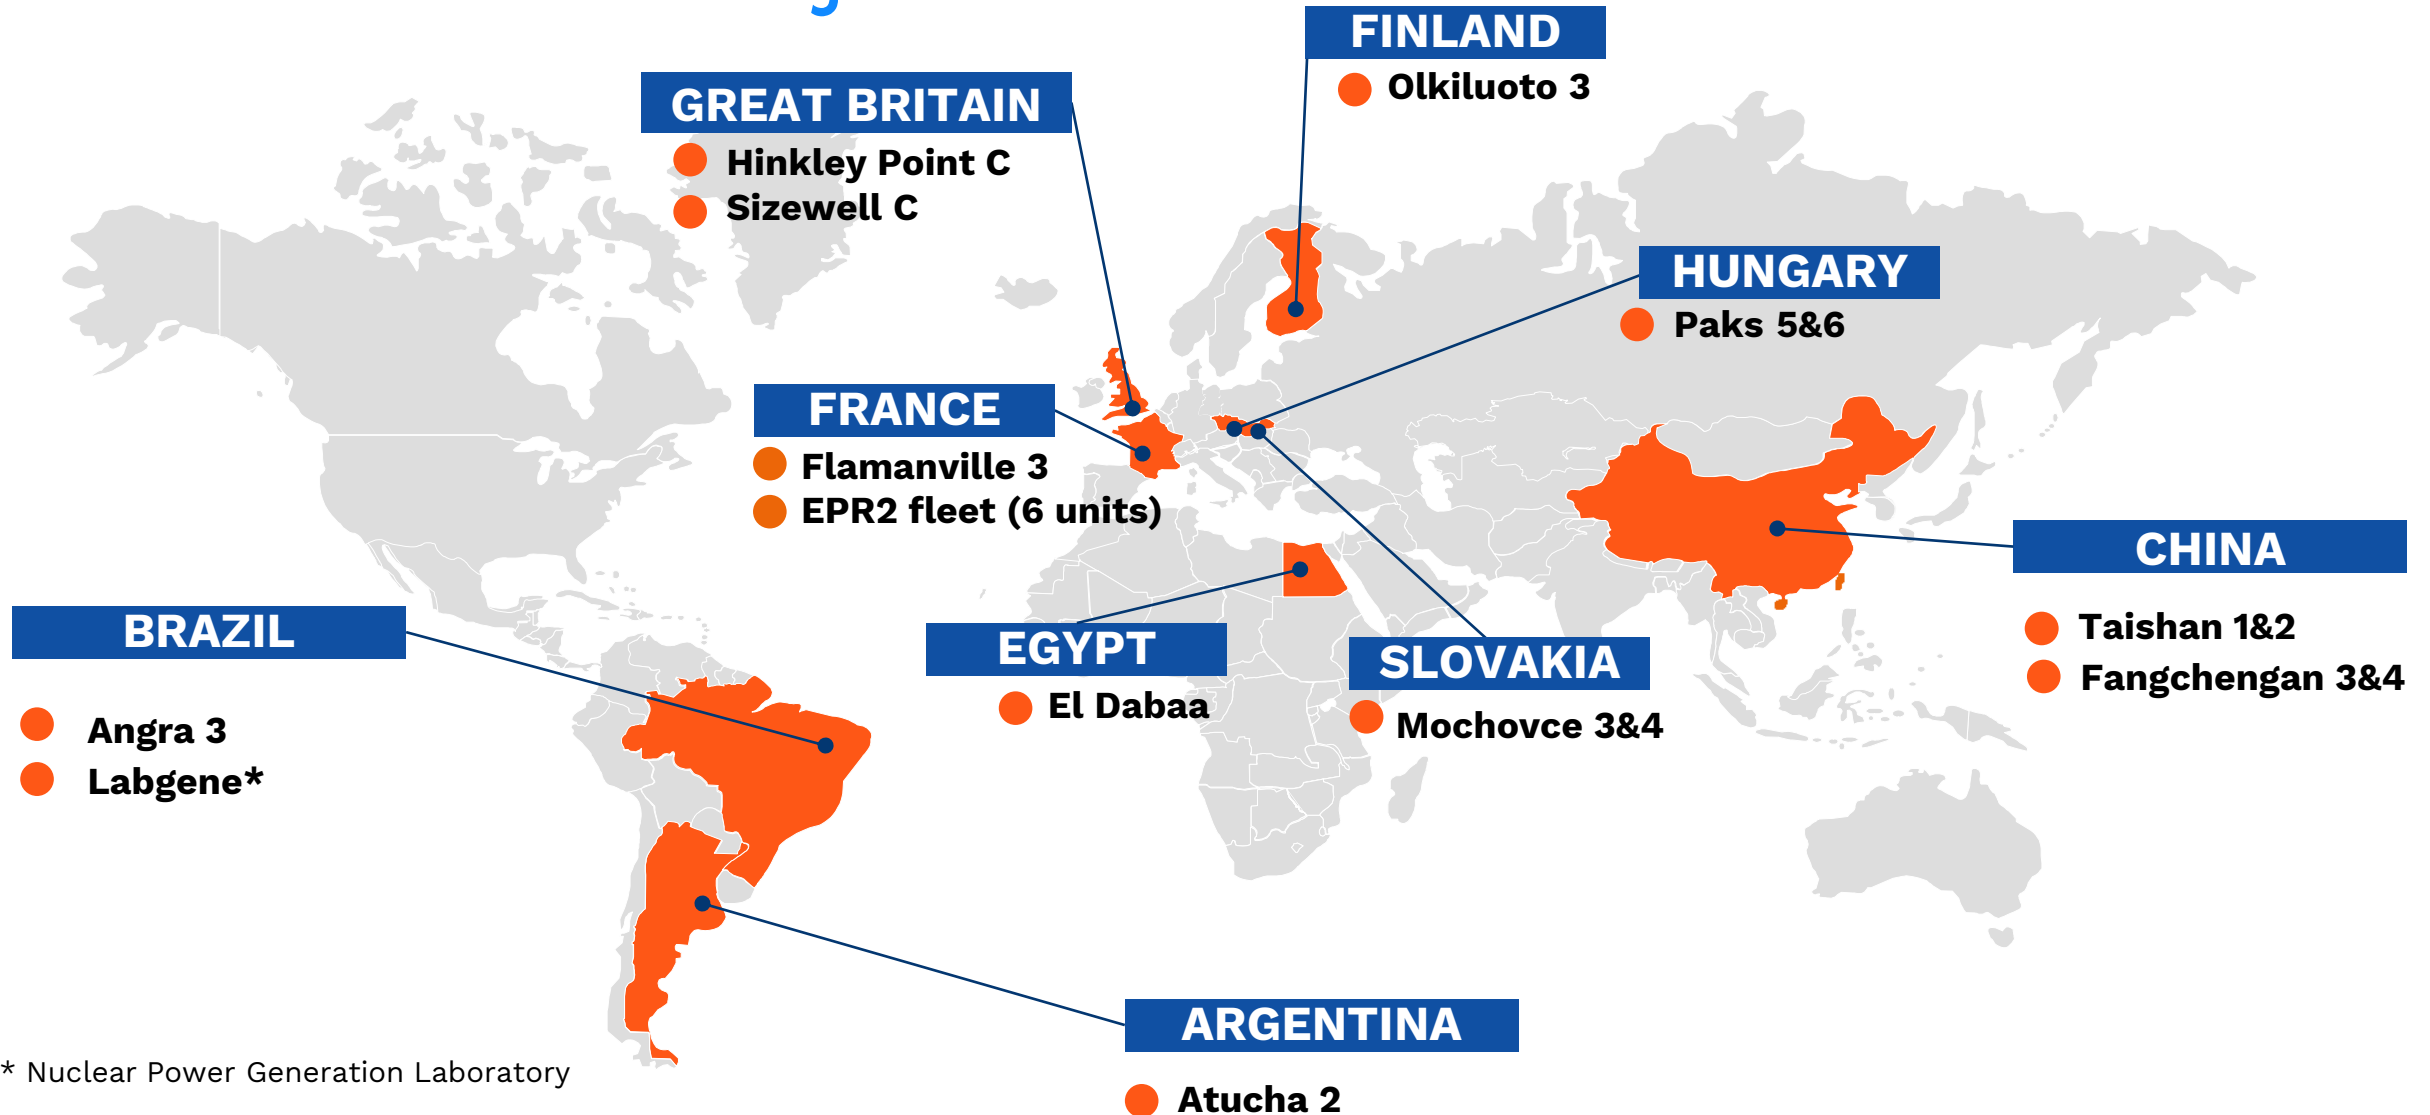 FINLAND
Olkiluoto 3
GREAT BRITAIN
Hinkley Point C
Sizewell C
HUNGARY
Paks 5&6
FRANCE
Flamanville 3
EPR2 fleet (6 units)
CHINA
Taishan 1&2
Fangchengan 3&4
BRAZIL
Angra 3
Labgene*
EGYPT
El Dabaa
SLOVAKIA
Mochovce 3&4
ARGENTINA
Atucha 2
* Nuclear Power Generation Laboratory